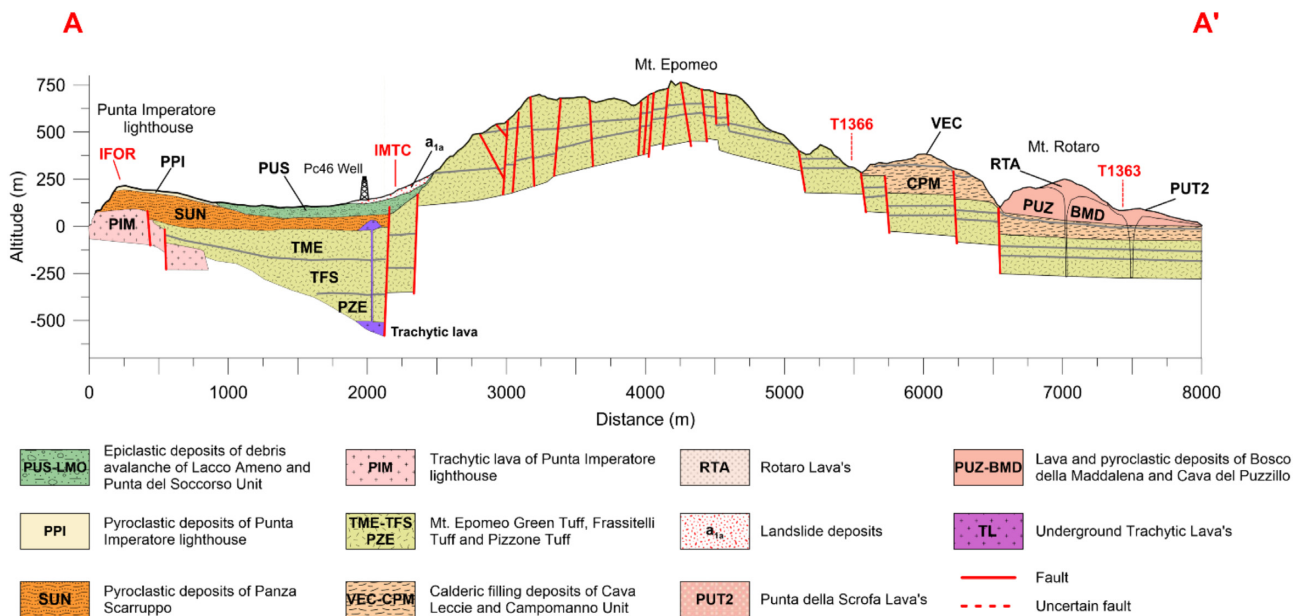 A
A'
Mt. Epomeo
Punta Imperatore
lighthouse
IFOR
PPI
PUS
Pc46 Well
IMTC
a1a
T1366
VEC
Mt. Rotaro
RTA
T1363
PUT2
PIM
SUN
CPM
PUZ
BMD
TME
TFS
PZE
Trachytic lava
Altitude (m)
750
500
250
0
-250
-500
0
1000
2000
3000
4000
5000
6000
7000
8000
Distance (m)
PUS-LMO
Epiclastic deposits of debris
avalanche of Lacco Ameno and
Punta del Soccorso Unit
PIM
Trachytic lava of Punta Imperatore
lighthouse
RTA
Rotaro Lava's
PUZ-BMD
Lava and pyroclastic deposits of Bosco
della Maddalena and Cava del Puzzillo
PPI
Pyroclastic deposits of Punta
Imperatore lighthouse
TME-TFS
PZE
Mt. Epomeo Green Tuff, Frassitelli
Tuff and Pizzone Tuff
a1a
Landslide deposits
TL
Underground Trachytic Lava's
SUN
Pyroclastic deposits of Panza
Scarruppo
VEC-CPM
Calderic filling deposits of Cava
Leccie and Campomanno Unit
PUT2
Punta della Scrofa Lava's
Fault
Uncertain fault